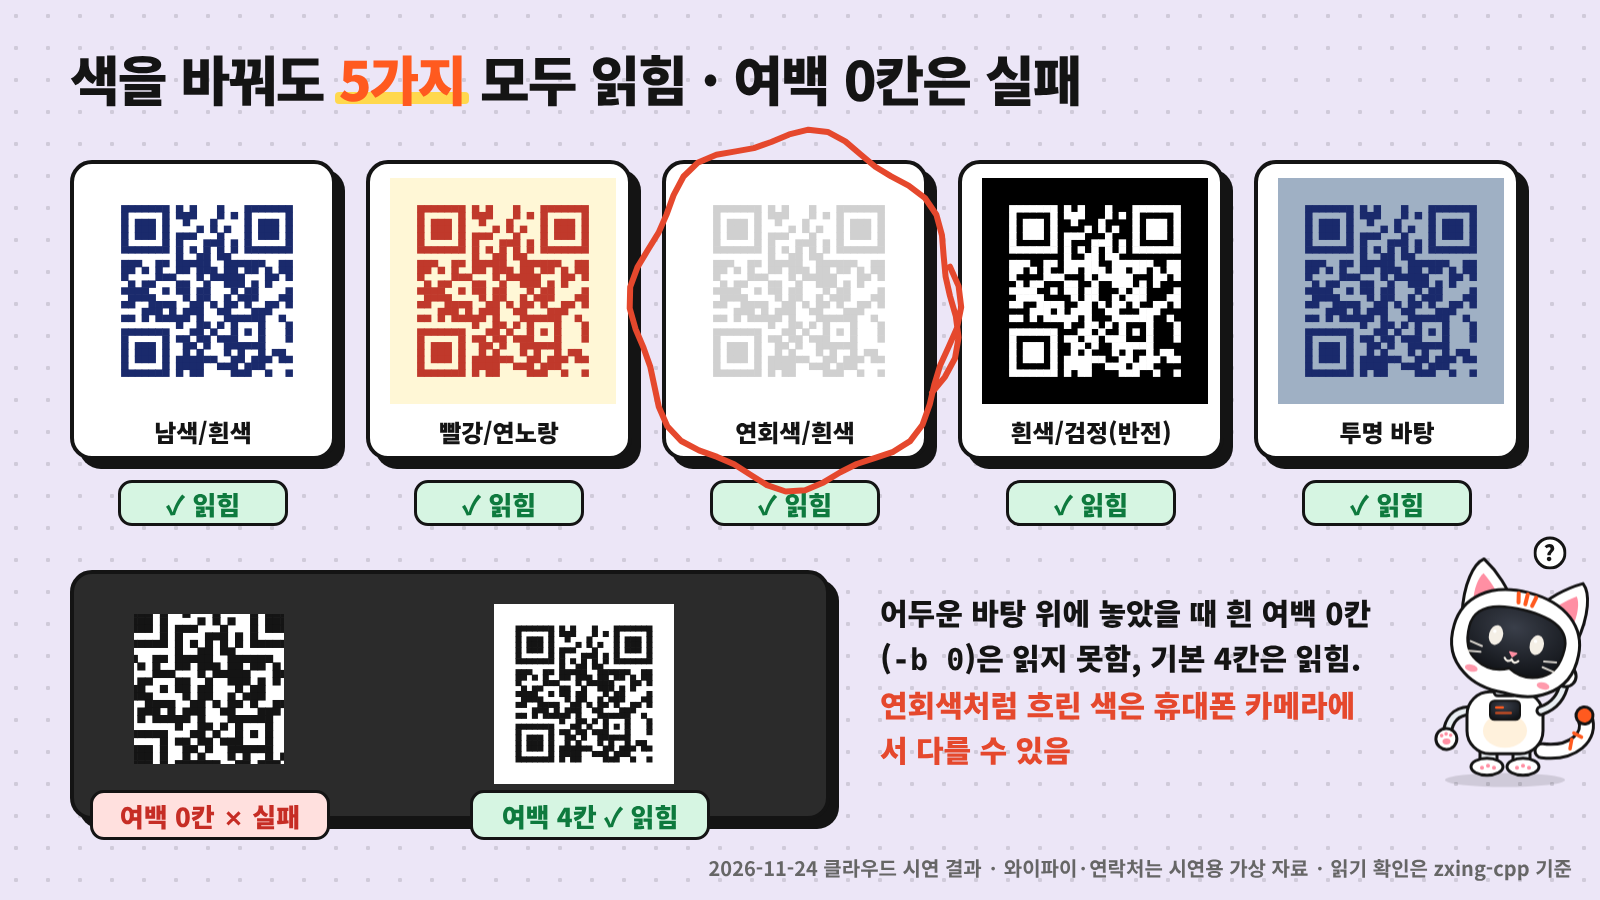 색을 바꿔도 5가지 모두 읽힘 · 여백 0칸은 실패
남색/흰색
빨강/연노랑
연회색/흰색
흰색/검정(반전)
투명 바탕
✓ 읽힘
✓ 읽힘
✓ 읽힘
✓ 읽힘
✓ 읽힘
?
어두운 바탕 위에 놓았을 때 흰 여백 0칸
(-b 0)은 읽지 못함, 기본 4칸은 읽힘.
연회색처럼 흐린 색은 휴대폰 카메라에
서 다를 수 있음
여백 0칸 × 실패
여백 4칸 ✓ 읽힘
2026-11-24 클라우드 시연 결과 · 와이파이·연락처는 시연용 가상 자료 · 읽기 확인은 zxing-cpp 기준